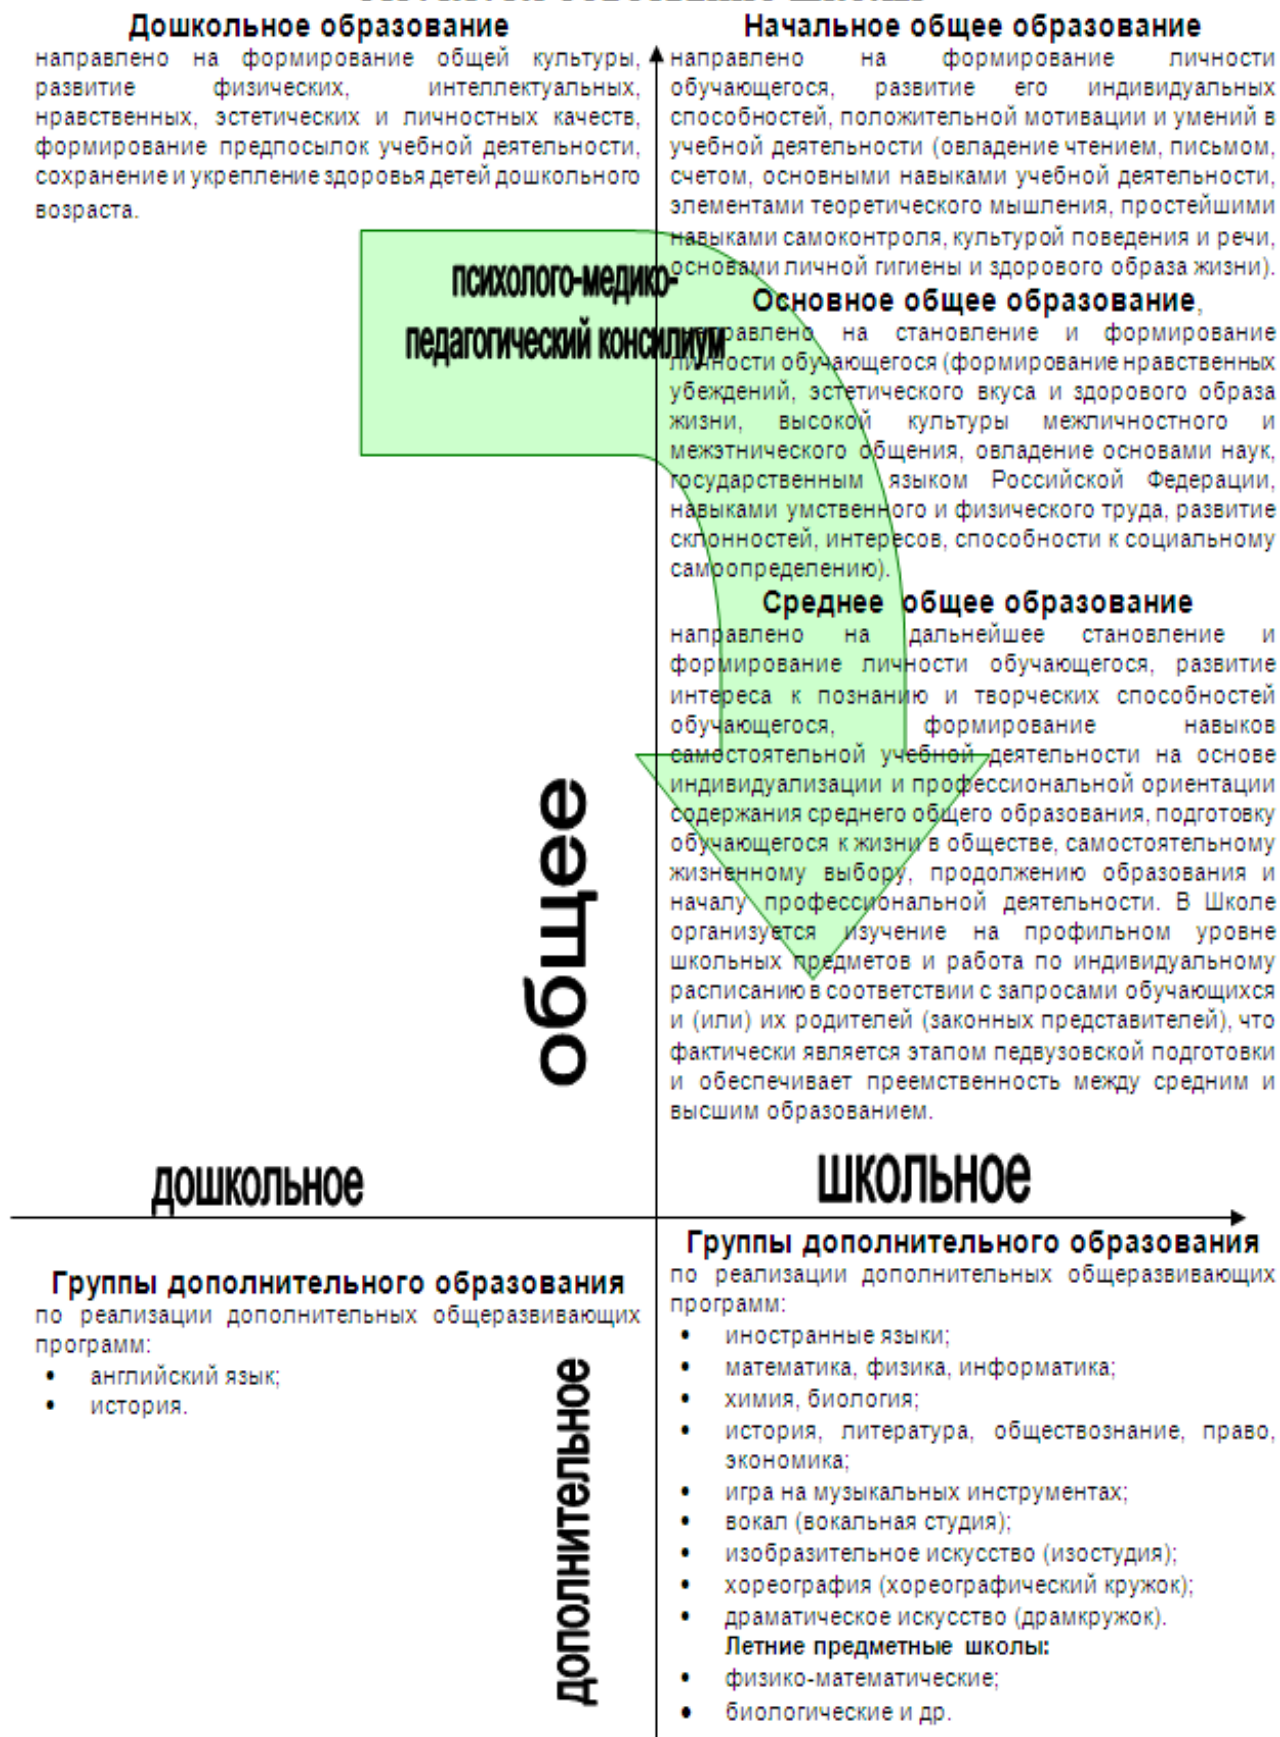 Дошкольное образование
направлено на формирование общей культуры,
развитие физических, интеллектуальных,
нравственных, эстетических и личностных качеств,
формирование предпосылок учебной деятельности,
сохранение и укрепление здоровья детей дошкольного
возраста.
психолого-медико-
педагогический консилиум
Начальное общее образование
направлено на формирование личности
обучающегося, развитие его индивидуальных
способностей, положительной мотивации и умений в
учебной деятельности (овладение чтением, письмом,
счетом, основными навыками учебной деятельности,
элементами теоретического мышления, простейшими
навыками самоконтроля, культурой поведения и речи,
основами личной гигиены и здорового образа жизни).
Основное общее образование,
направлено на становление и формирование
личности обучающегося (формирование нравственных
убеждений, эстетического вкуса и здорового образа
жизни, высокой культуры межличностного и
межэтнического общения, овладение основами наук,
государственным языком Российской Федерации,
навыками умственного и физического труда, развитие
склонностей, интересов, способности к социальному
самоопределению).
Среднее общее образование
направлено на дальнейшее становление и
формирование личности обучающегося, развитие
интереса к познанию и творческих способностей
обучающегося, формирование навыков
самостоятельной учебной деятельности на основе
индивидуализации и профессиональной ориентации
содержания среднего общего образования, подготовку
обучающегося к жизни в обществе, самостоятельному
жизненному выбору, продолжению образования и
началу профессиональной деятельности. В Школе
организуется изучение на профильном уровне
школьных предметов и работа по индивидуальному
расписанию в соответствии с запросами обучающихся
и (или) их родителей (законных представителей), что
фактически является этапом педвузовской подготовки
и обеспечивает преемственность между средним и
высшим образованием.
общее
дошкольное
школьное
Группы дополнительного образования
по реализации дополнительных общеразвивающих
программ:
• английский язык;
• история.
дополнительное
Группы дополнительного образования
по реализации дополнительных общеразвивающих
программ:
• иностранные языки;
• математика, физика, информатика;
• химия, биология;
• история, литература, обществознание, право,
экономика;
• игра на музыкальных инструментах;
• вокал (вокальная студия);
• изобразительное искусство (изостудия);
• хореография (хореографический кружок);
• драматическое искусство (драмкружок).
Летние предметные школы:
• физико-математические;
• биологические и др.